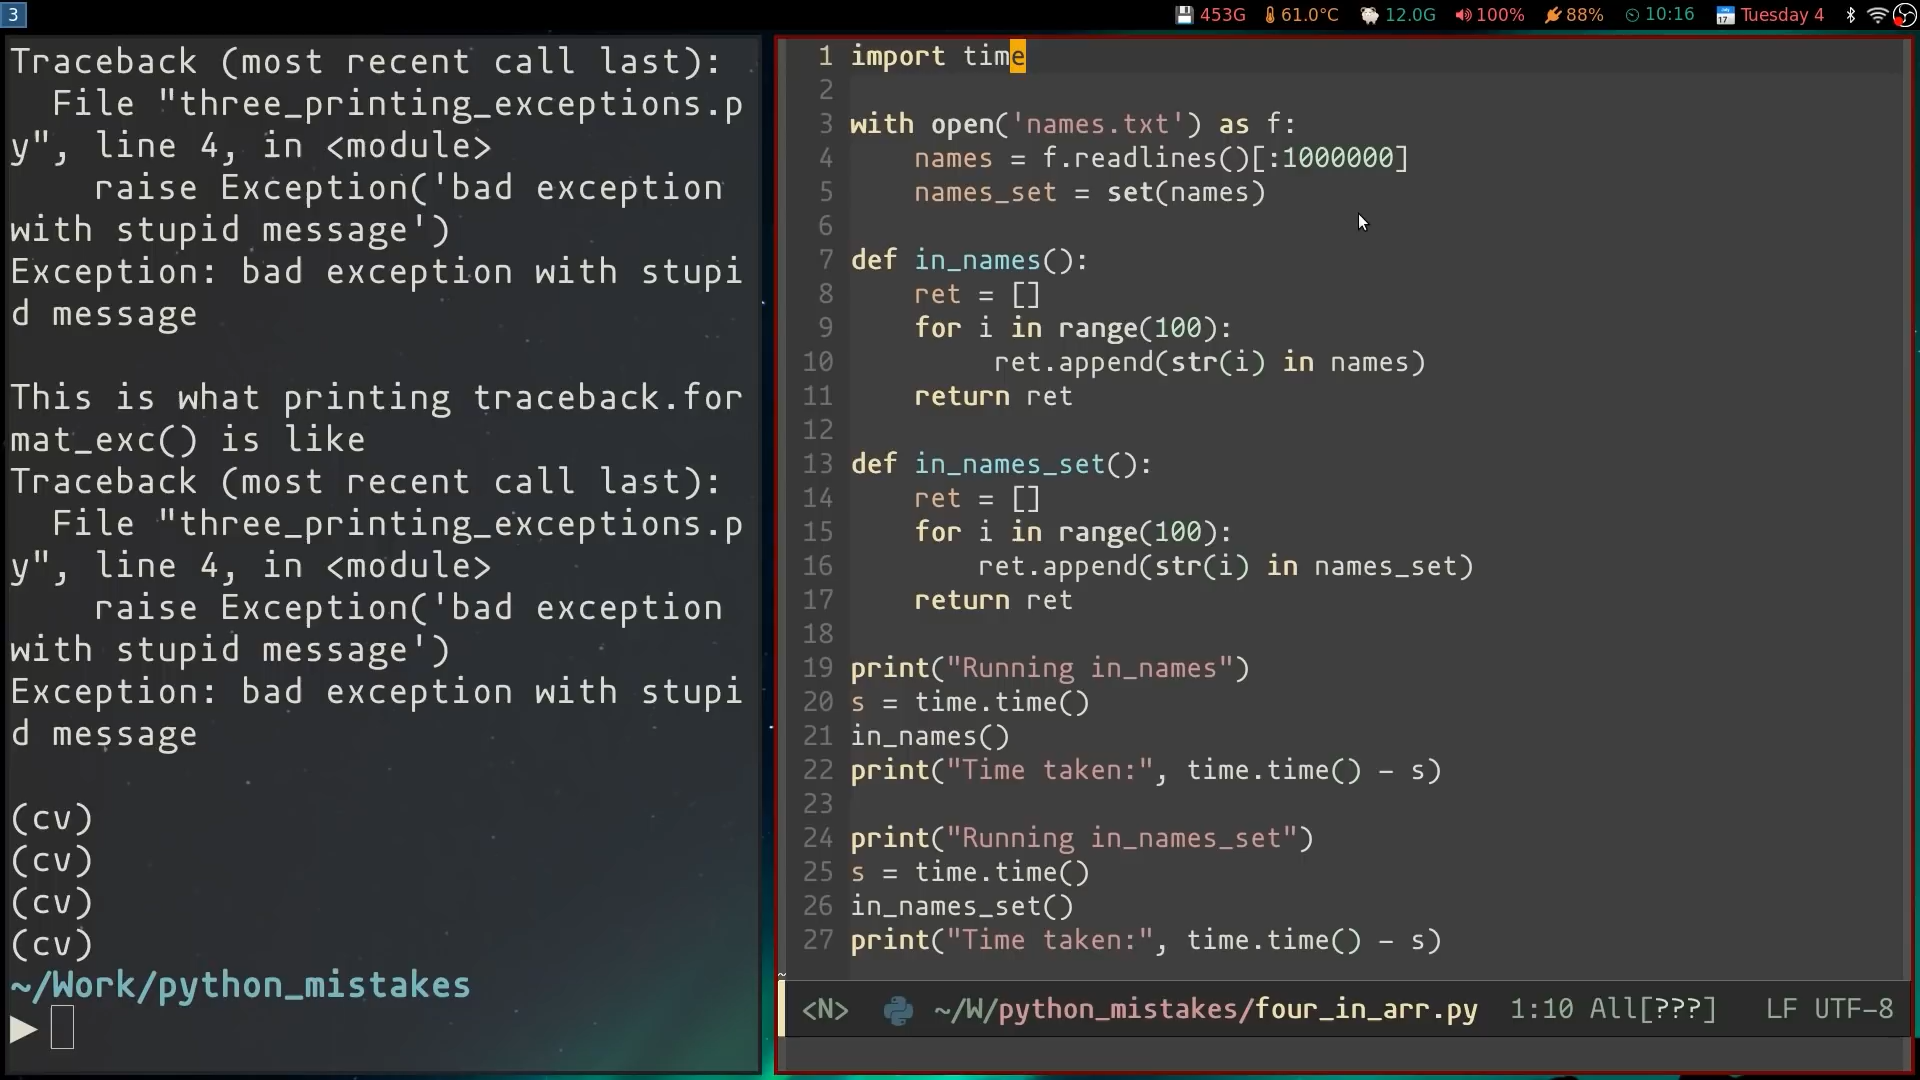 3 453G 61.0°C 12.0G 100% 88% 10:16 Tuesday 4
Traceback (most recent call last):
  File "three_printing_exceptions.p
y", line 4, in <module>
    raise Exception('bad exception
with stupid message')
Exception: bad exception with stupi
d message

This is what printing traceback.for
mat_exc() is like
Traceback (most recent call last):
  File "three_printing_exceptions.p
y", line 4, in <module>
    raise Exception('bad exception
with stupid message')
Exception: bad exception with stupi
d message

(cv)
(cv)
(cv)
(cv)
~/Work/python_mistakes
1 import time
2
3 with open('names.txt') as f:
4     names = f.readlines()[:1000000]
5     names_set = set(names)
6
7 def in_names():
8     ret = []
9     for i in range(100):
10         ret.append(str(i) in names)
11     return ret
12
13 def in_names_set():
14     ret = []
15     for i in range(100):
16         ret.append(str(i) in names_set)
17     return ret
18
19 print("Running in_names")
20 s = time.time()
21 in_names()
22 print("Time taken:", time.time() - s)
23
24 print("Running in_names_set")
25 s = time.time()
26 in_names_set()
27 print("Time taken:", time.time() - s)
~
<N> ~/W/python_mistakes/four_in_arr.py 1:10 All[???] LF UTF-8